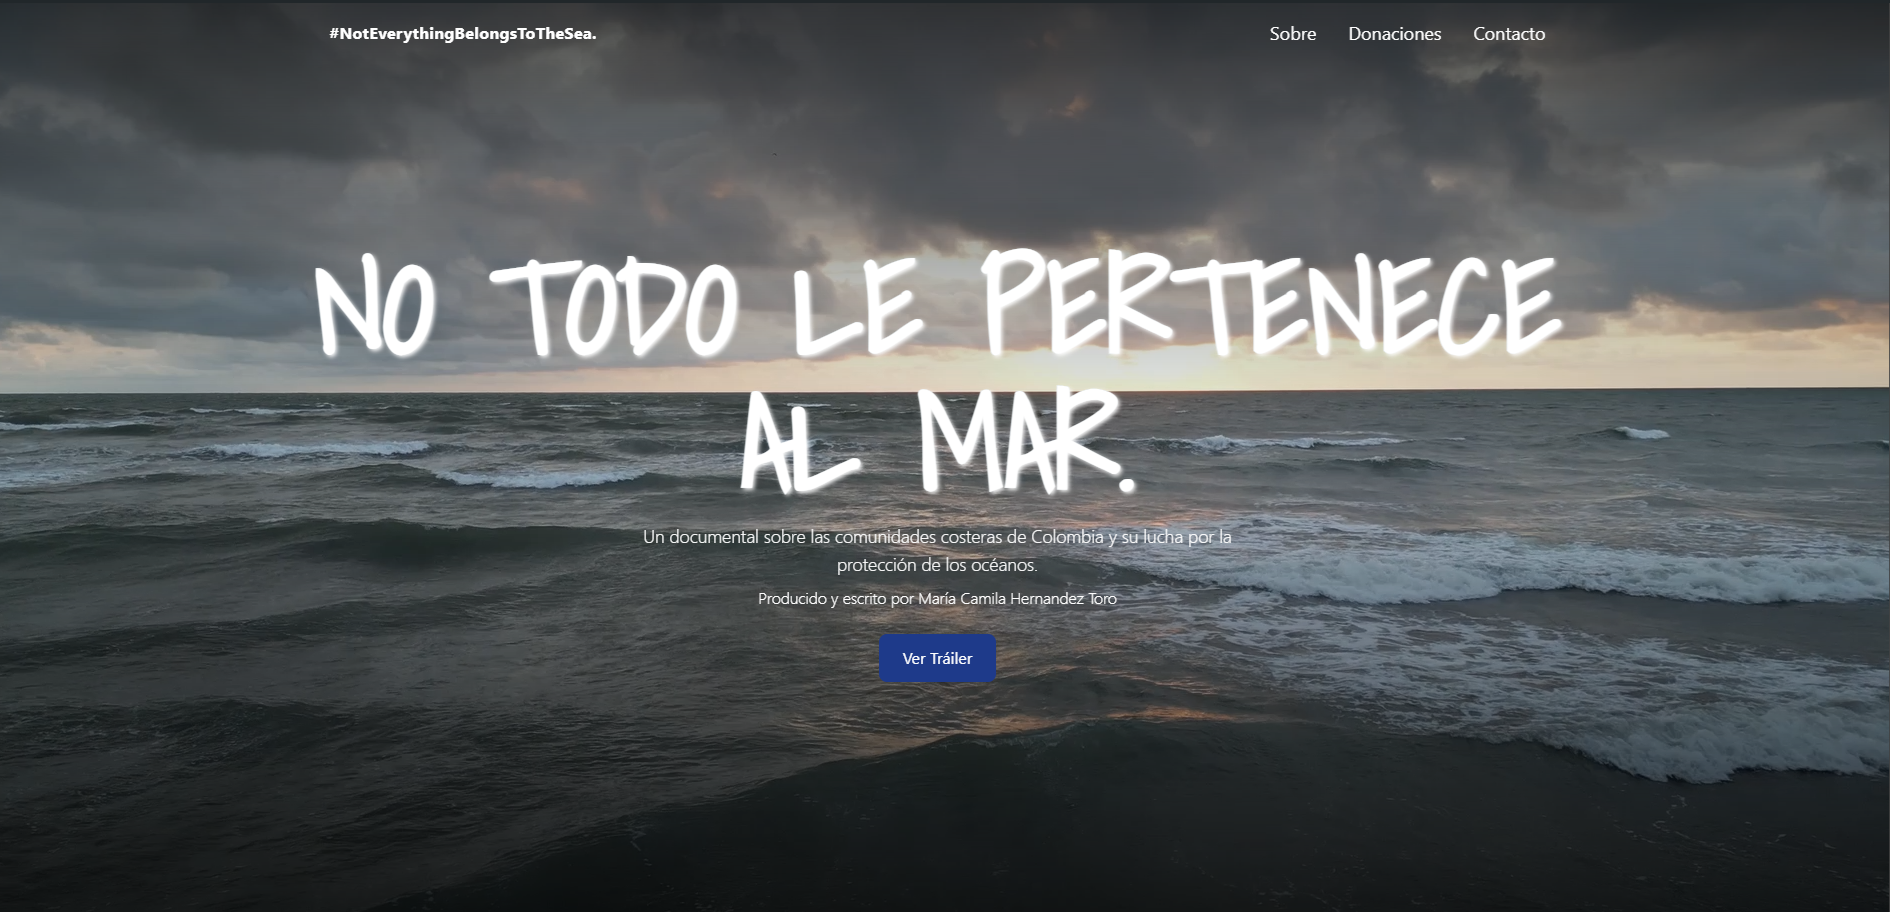 #NotEverythingBelongsToTheSea.
Sobre Donaciones Contacto
NO TODO LE PERTENECE
AL MAR.
Un documental sobre las comunidades costeras de Colombia y su lucha por la
protección de los océanos.
Producido y escrito por María Camila Hernandez Toro
Ver Tráiler